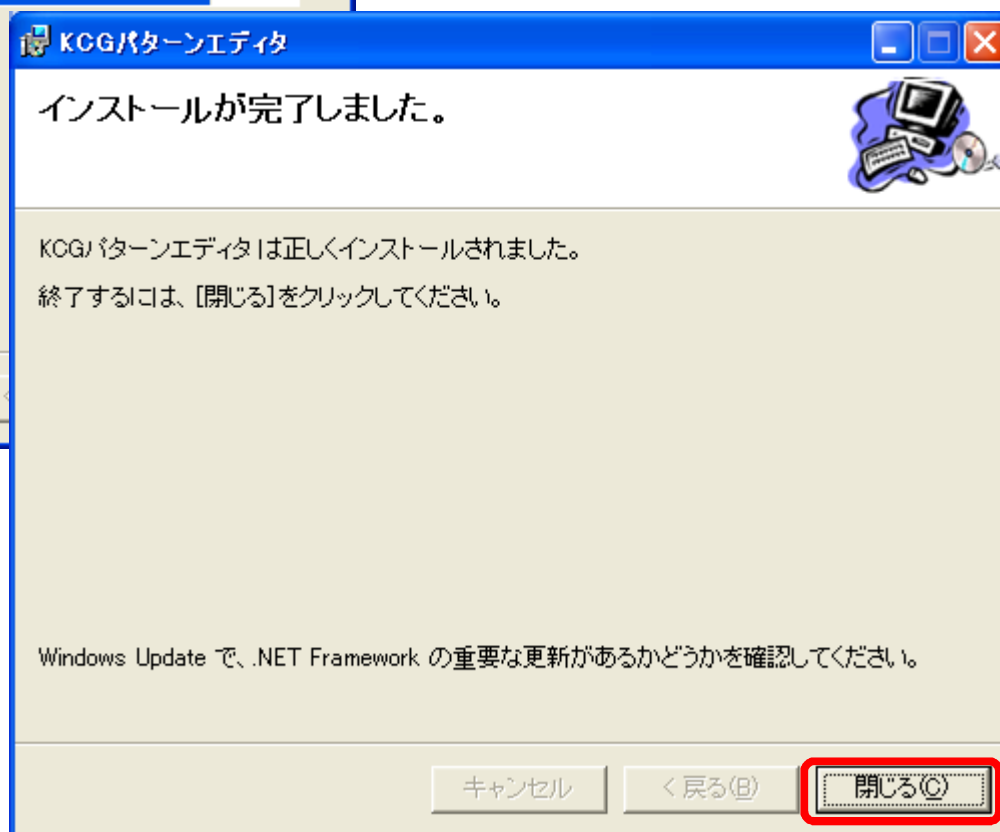 KCGパターンエディタ
インストールが完了しました。
KCGパターンエディタ は正しくインストールされました。
終了するには、[閉じる]をクリックしてください。
Windows Update で、.NET Framework の重要な更新があるかどうかを確認してください。
キャンセル
< 戻る(B)
閉じる(C)